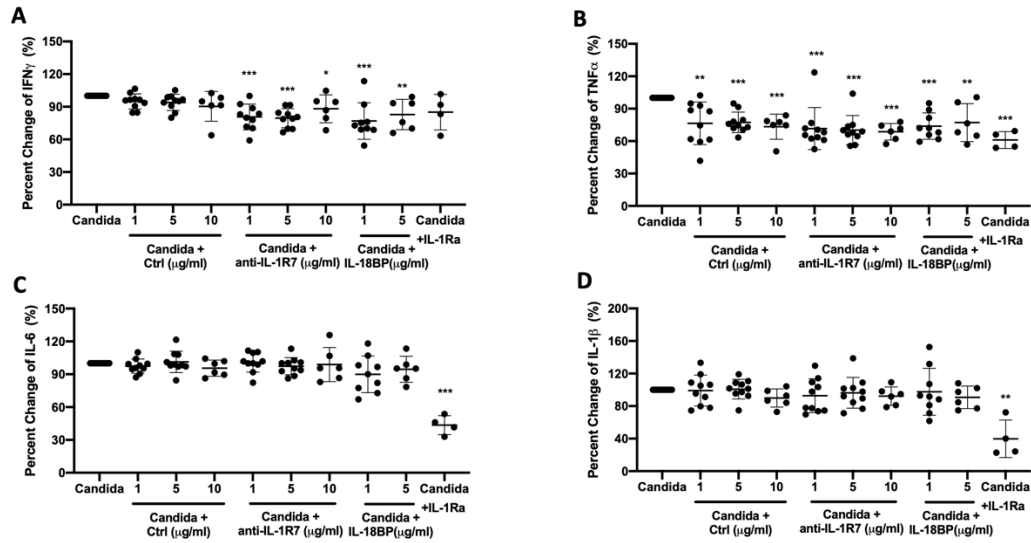 A
Percent Change of IFNγ (%)
150
120
90
60
30
0
*** *** * *** **
Candida 1 5 10 1 5 10 1 5 Candida
+IL-1Ra
Candida +
Ctrl (μg/ml)
Candida +
anti-IL-1R7 (μg/ml)
Candida +
IL-18BP(μg/ml)
B
Percent Change of TNFα (%)
150
120
90
60
30
0
** *** *** *** *** *** *** ** ***
Candida 1 5 10 1 5 10 1 5 Candida
+IL-1Ra
Candida +
Ctrl (μg/ml)
Candida +
anti-IL-1R7 (μg/ml)
Candida +
IL-18BP(μg/ml)
C
Percent Change of IL-6 (%)
150
120
90
60
30
0
***
Candida 1 5 10 1 5 10 1 5 Candida
+IL-1Ra
Candida +
Ctrl (μg/ml)
Candida +
anti-IL-1R7 (μg/ml)
Candida +
IL-18BP(μg/ml)
D
Percent Change of IL-1β (%)
200
160
120
80
40
0
**
Candida 1 5 10 1 5 10 1 5 Candida
+IL-1Ra
Candida +
Ctrl (μg/ml)
Candida +
anti-IL-1R7 (μg/ml)
Candida +
IL-18BP(μg/ml)